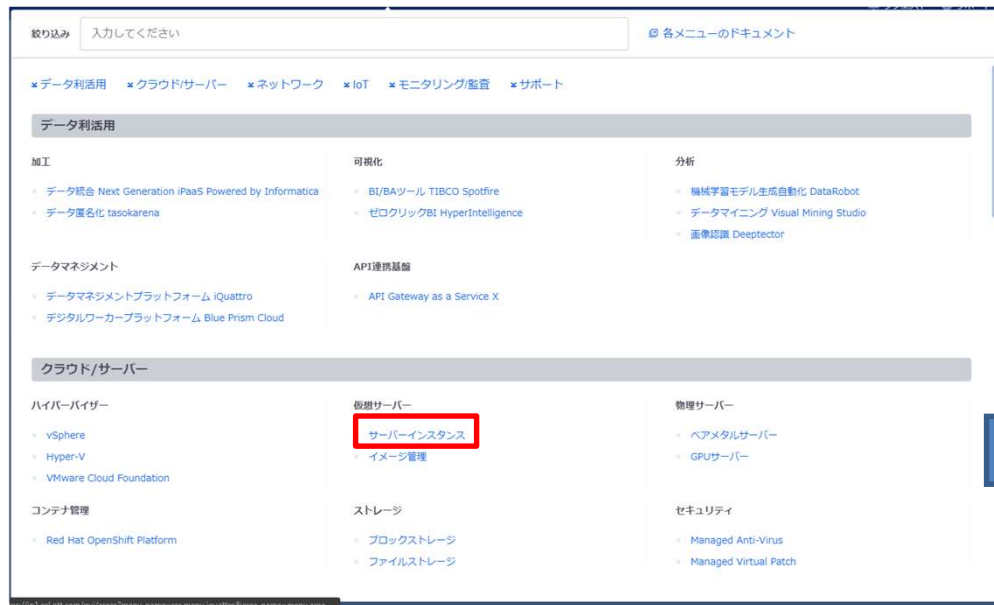 絞り込み 入力してください 各メニューのドキュメント
データ利活用 クラウド/サーバー ネットワーク IoT モニタリング/監査 サポート
データ利活用
加工
データ統合 Next Generation iPaaS Powered by Informatica
データ匿名化 tasokarena
可視化
BI/BAツール TIBCO Spotfire
ゼロクリックBI HyperIntelligence
分析
機械学習モデル生成自動化 DataRobot
データマイニング Visual Mining Studio
画像認識 Deeptector
データマネジメント
データマネジメントプラットフォーム iQuattro
デジタルワーカープラットフォーム Blue Prism Cloud
API連携基盤
API Gateway as a Service X
クラウド/サーバー
ハイパーバイザー
vSphere
Hyper-V
VMware Cloud Foundation
仮想サーバー
サーバーインスタンス
イメージ管理
物理サーバー
ベアメタルサーバー
GPUサーバー
コンテナ管理
Red Hat OpenShift Platform
ストレージ
ブロックストレージ
ファイルストレージ
セキュリティ
Managed Anti-Virus
Managed Virtual Patch